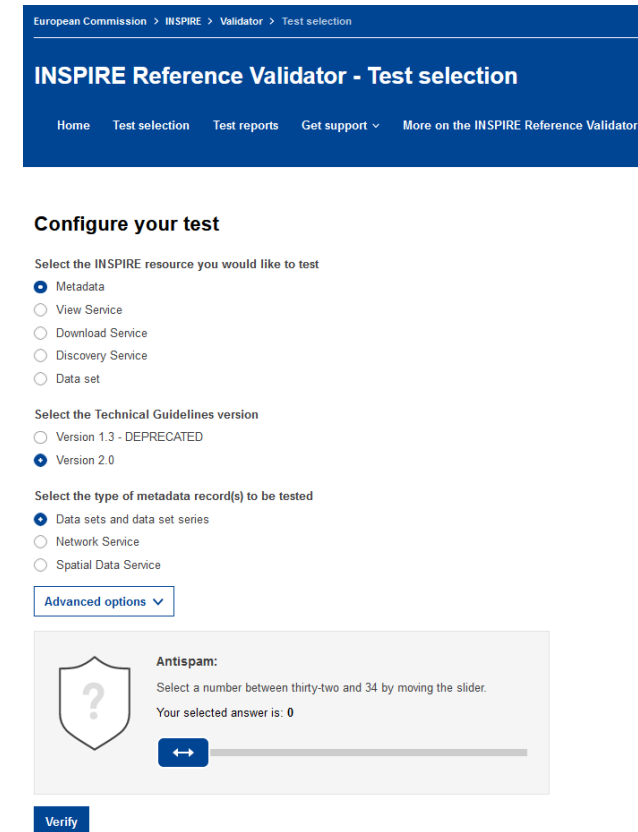 European Commission > INSPIRE > Validator > Test selection
INSPIRE Reference Validator - Test selection
Home Test selection Test reports Get support More on the INSPIRE Reference Validator
Configure your test
Select the INSPIRE resource you would like to test
Metadata
View Service
Download Service
Discovery Service
Data set
Select the Technical Guidelines version
Version 1.3 - DEPRECATED
Version 2.0
Select the type of metadata record(s) to be tested
Data sets and data set series
Network Service
Spatial Data Service
Advanced options
?
Antispam:
Select a number between thirty-two and 34 by moving the slider.
Your selected answer is: 0
Verify